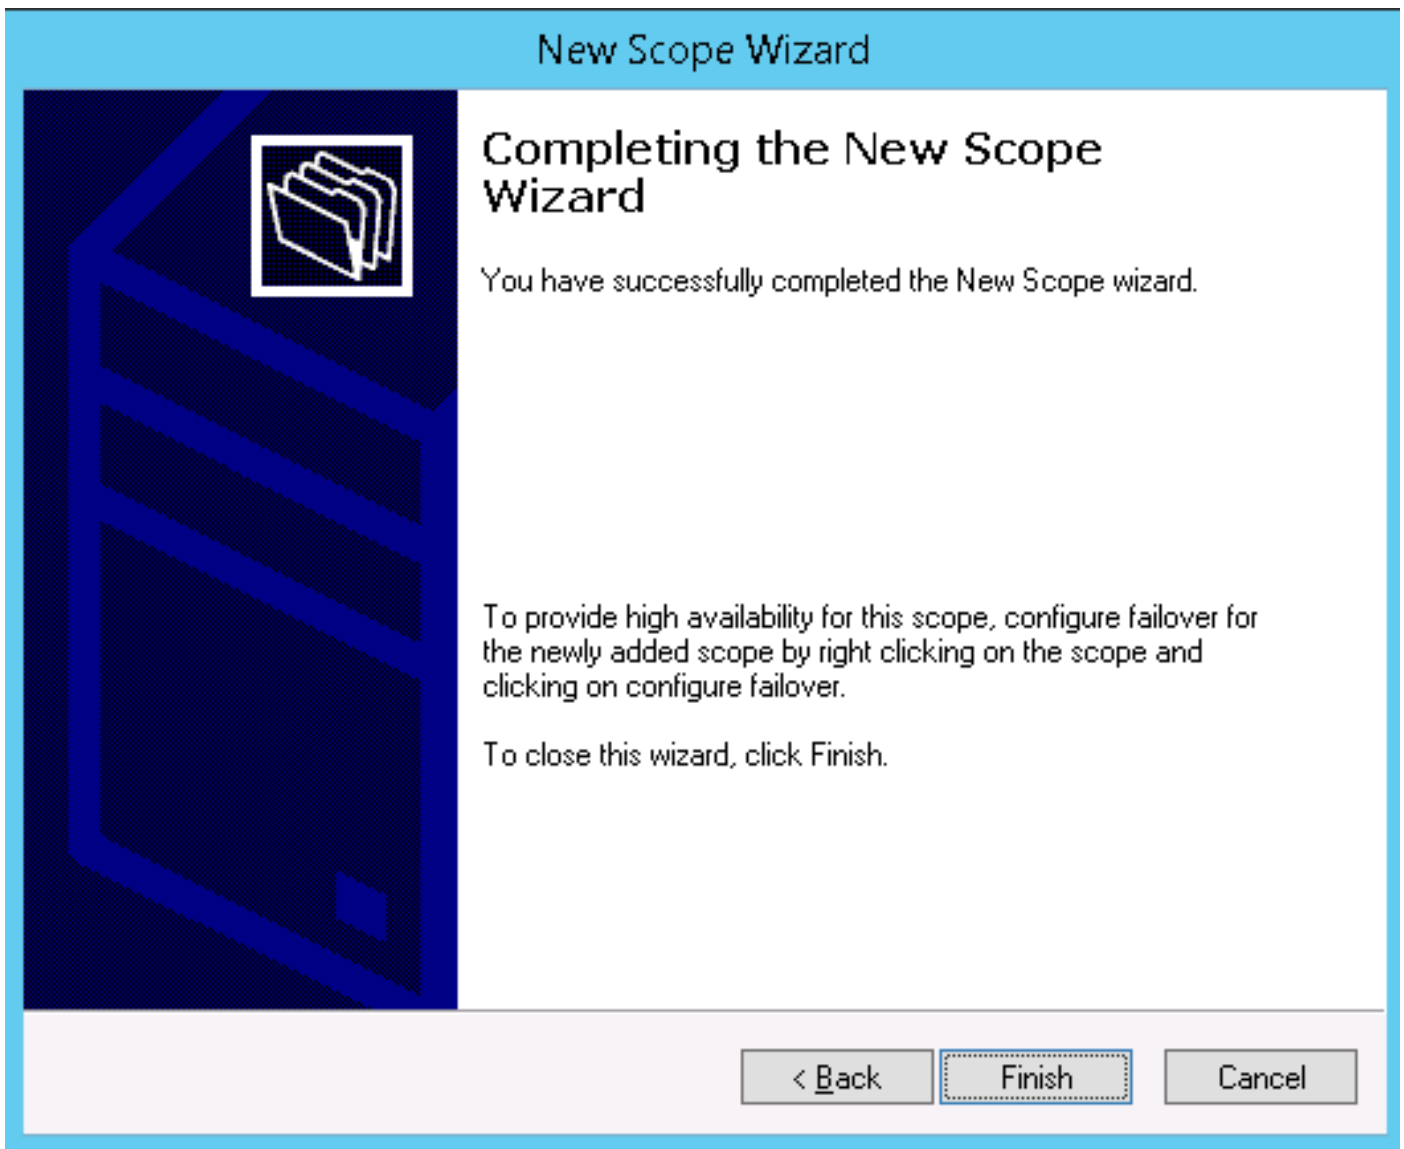 New Scope Wizard
Completing the New Scope
Wizard
You have successfully completed the New Scope wizard.
To provide high availability for this scope, configure failover for
the newly added scope by right clicking on the scope and
clicking on configure failover.
To close this wizard, click Finish.
< Back
Finish
Cancel